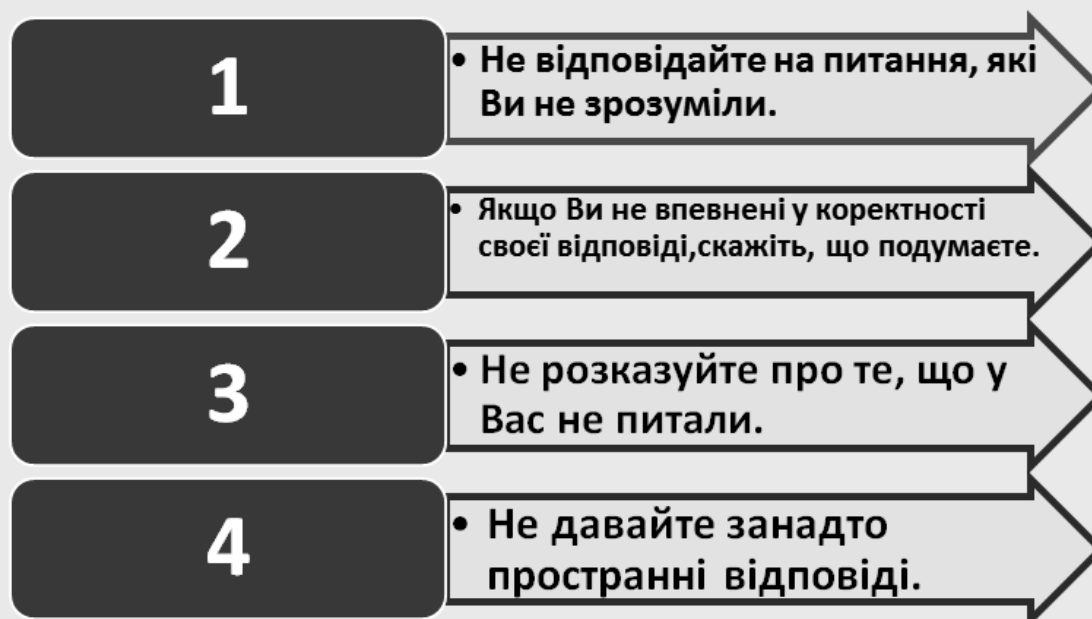 1
• Не відповідайте на питання, які
Ви не зрозуміли.
2
• Якщо Ви не впевнені у коректності
своєї відповіді,скажіть, що подумаєте.
3
• Не розказуйте про те, що у
Вас не питали.
4
• Не давайте занадто
пространні відповіді.